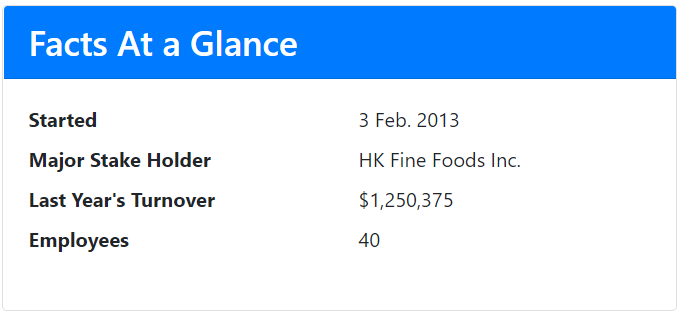 Facts At a Glance
Started 3 Feb. 2013
Major Stake Holder HK Fine Foods Inc.
Last Year's Turnover $1,250,375
Employees 40